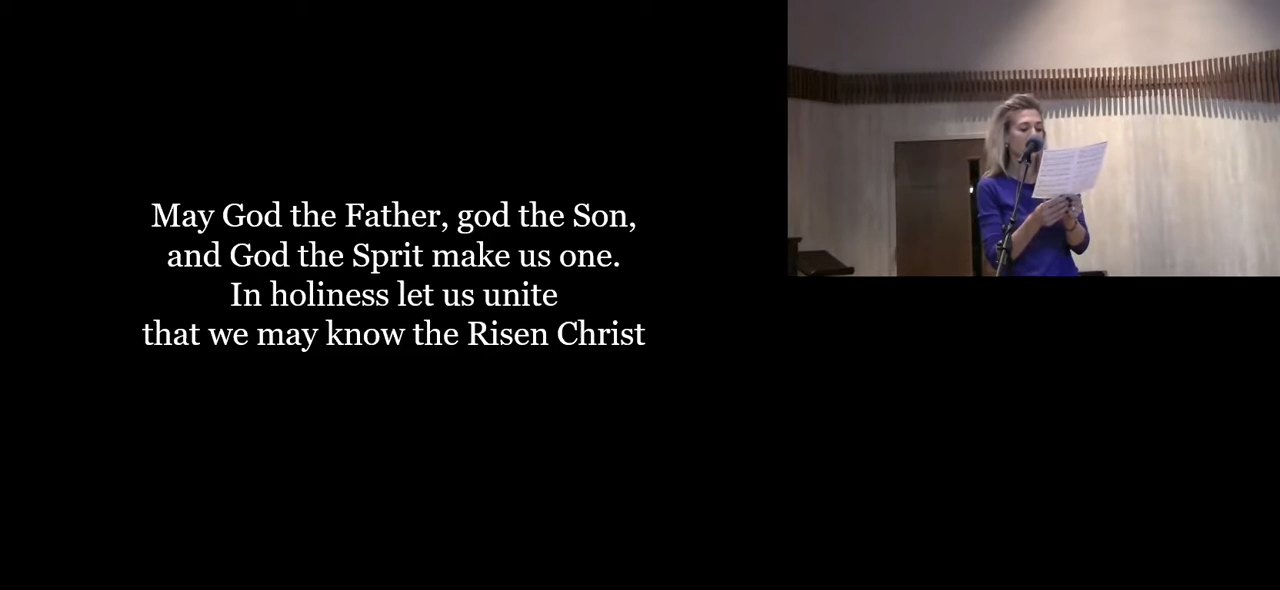 May God the Father, god the Son,
and God the Sprit make us one.
In holiness let us unite
that we may know the Risen Christ